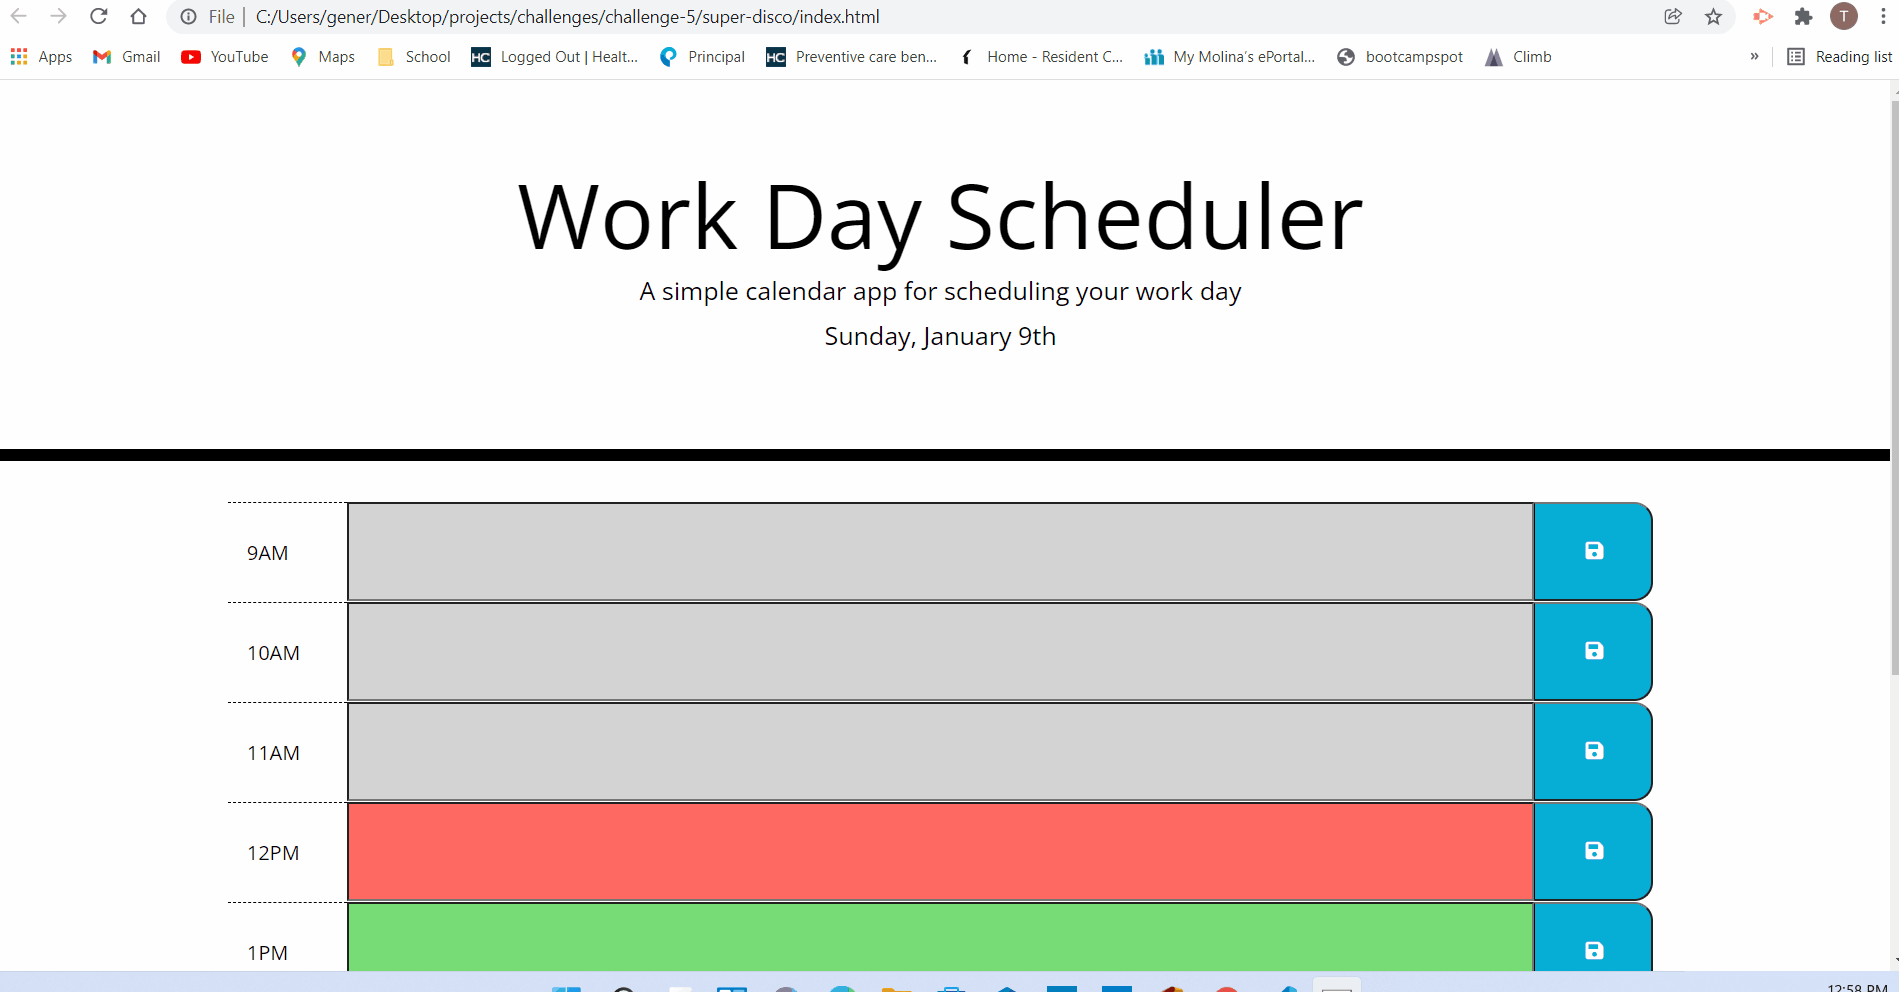 File | C:/Users/gener/Desktop/projects/challenges/challenge-5/super-disco/index.html T
Apps Gmail YouTube Maps School HC Logged Out | Healt... Principal HC Preventive care ben... Home - Resident C... My Molina's ePortal... bootcampspot Climb » Reading list
Work Day Scheduler
A simple calendar app for scheduling your work day
Sunday, January 9th
9AM
10AM
11AM
12PM
1PM
12:58 PM